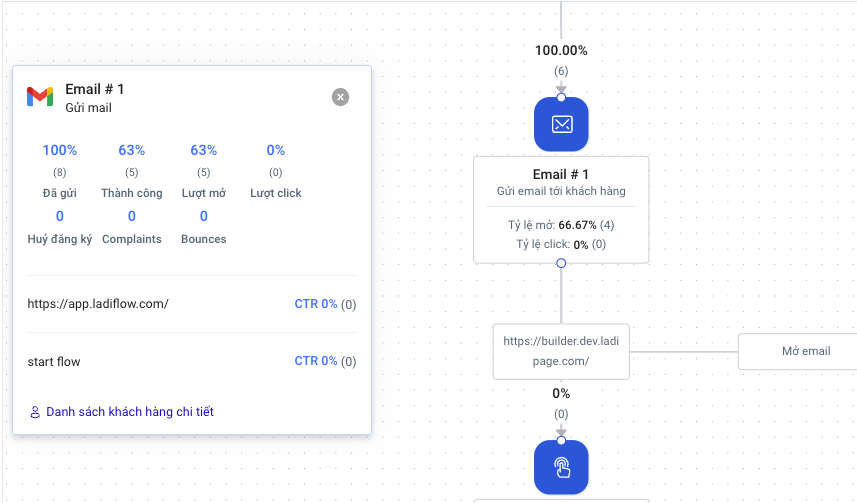 Email # 1
Gửi mail
100% 63% 63% 0%
(8) (5) (5) (0)
Đã gửi Thành công Lượt mở Lượt click
0 0 0
Huỷ đăng ký Complaints Bounces
https://app.ladiflow.com/ CTR 0% (0)
start flow CTR 0% (0)
Danh sách khách hàng chi tiết
100.00%
(6)
Email # 1
Gửi email tới khách hàng
Tỷ lệ mở: 66.67% (4)
Tỷ lệ click: 0% (0)
https://builder.dev.ladi
page.com/
Mở email
0%
(0)